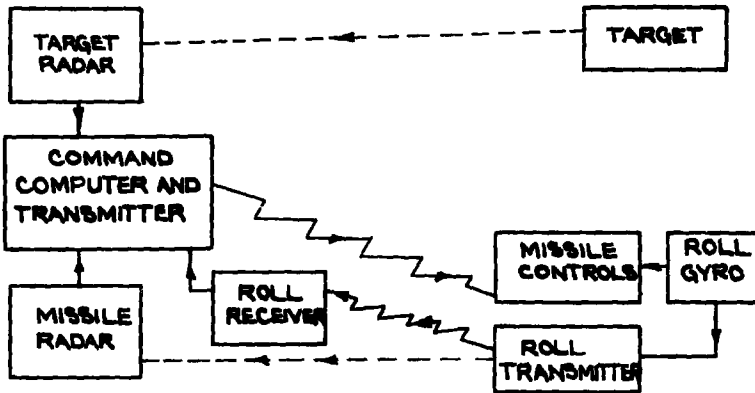 TARGET
RADAR
TARGET
COMMAND
COMPUTER AND
TRANSMITTER
MISSILE
CONTROLS
ROLL
GYRO
ROLL
RECEIVER
MISSILE
RADAR
ROLL
TRANSMITTER